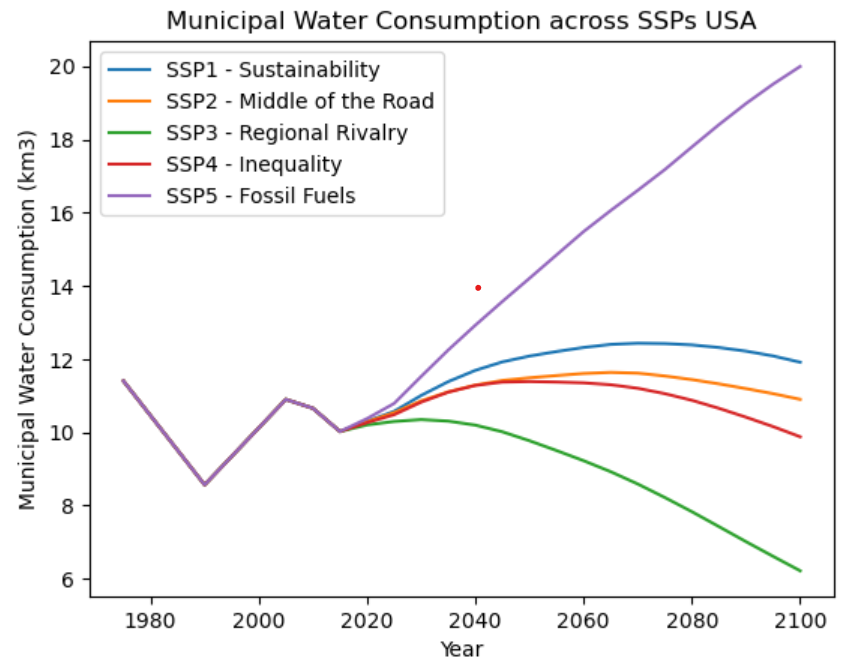 Municipal Water Consumption across SSPs USA
SSP1 - Sustainability
SSP2 - Middle of the Road
SSP3 - Regional Rivalry
SSP4 - Inequality
SSP5 - Fossil Fuels
Municipal Water Consumption (km3)
20
18
16
14
12
10
8
6
1980 2000 2020 2040 2060 2080 2100
Year